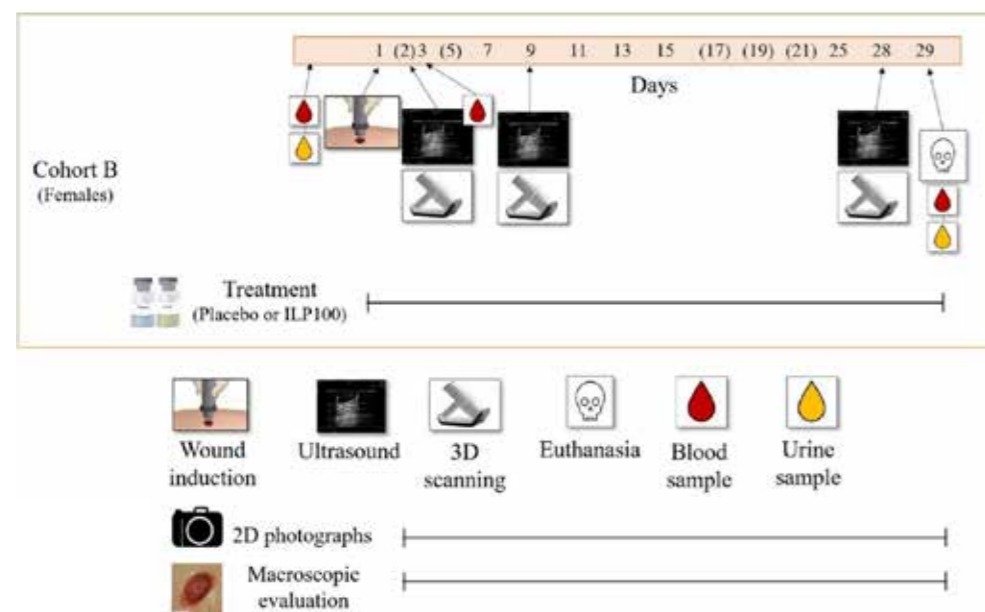 1 (2) 3 (5) 7 9 11 13 15 (17) (19) (21) 25 28 29
Days
Cohort B
(Females)
Treatment
(Placebo or ILP100)
Wound
induction
Ultrasound
3D
scanning
Euthanasia
Blood
sample
Urine
sample
2D photographs
Macroscopic
evaluation